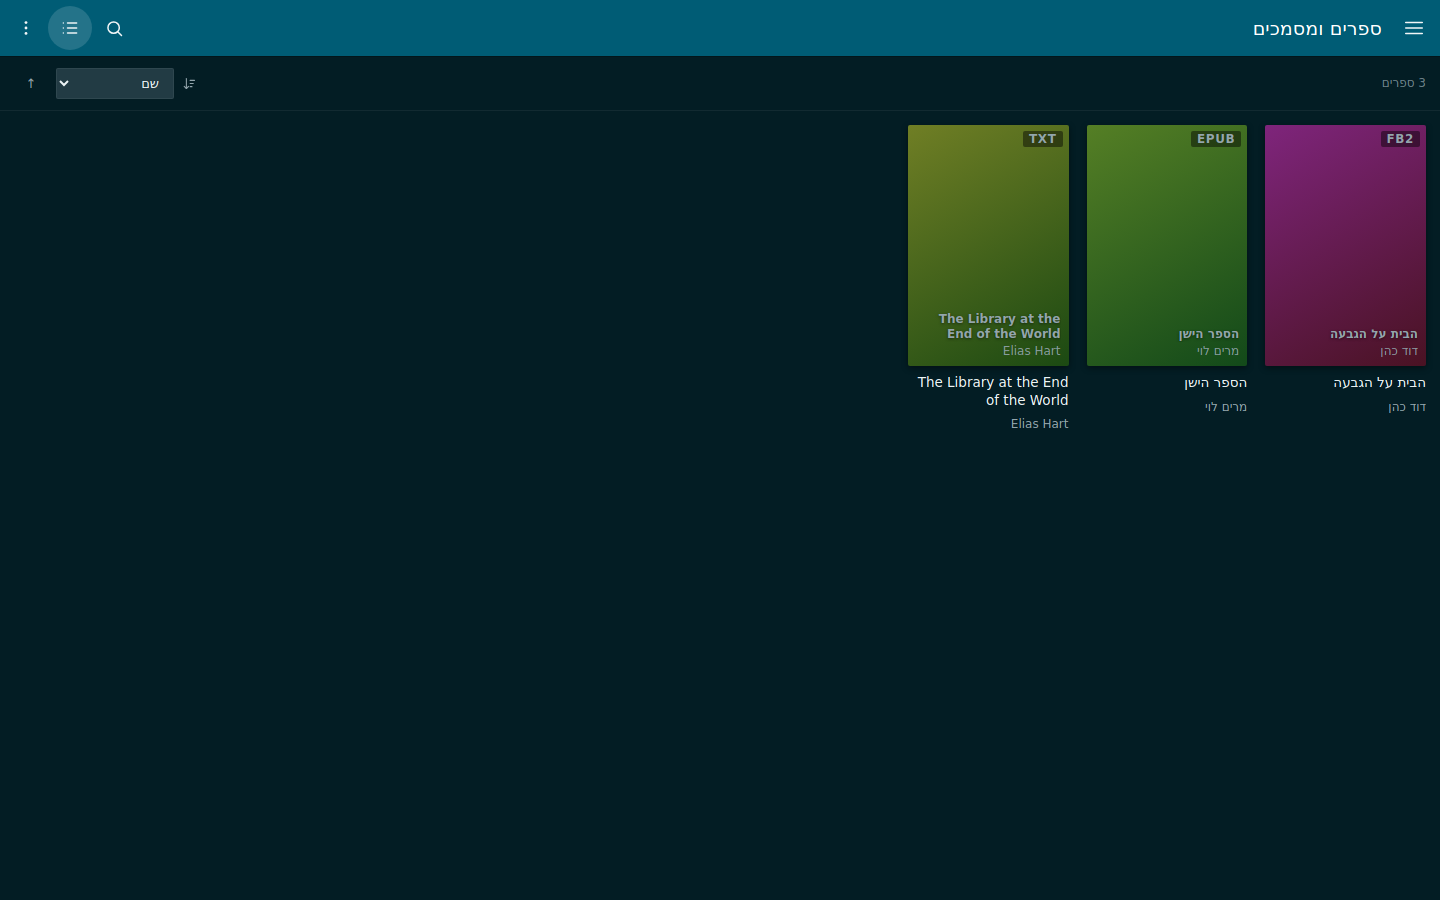 ספרים ומסמכים
3 ספרים
שם
↑
FB2
הבית על הגבעה
דוד כהן
הבית על הגבעה
דוד כהן
EPUB
הספר הישן
מרים לוי
הספר הישן
מרים לוי
TXT
The Library at the
End of the World
Elias Hart
The Library at the End
of the World
Elias Hart